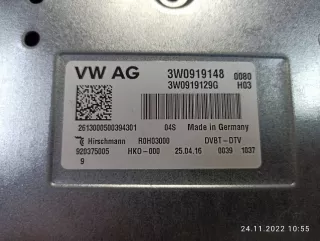 VW AG 3W0919148 0080
3W0919129G H03
2613000500394301 04S Made in Germany
Hirschmann R0H03000 DVBT-DTV
920375005 HKO-000 25.04.16 0039 1037
9
24.11.2022 10:55